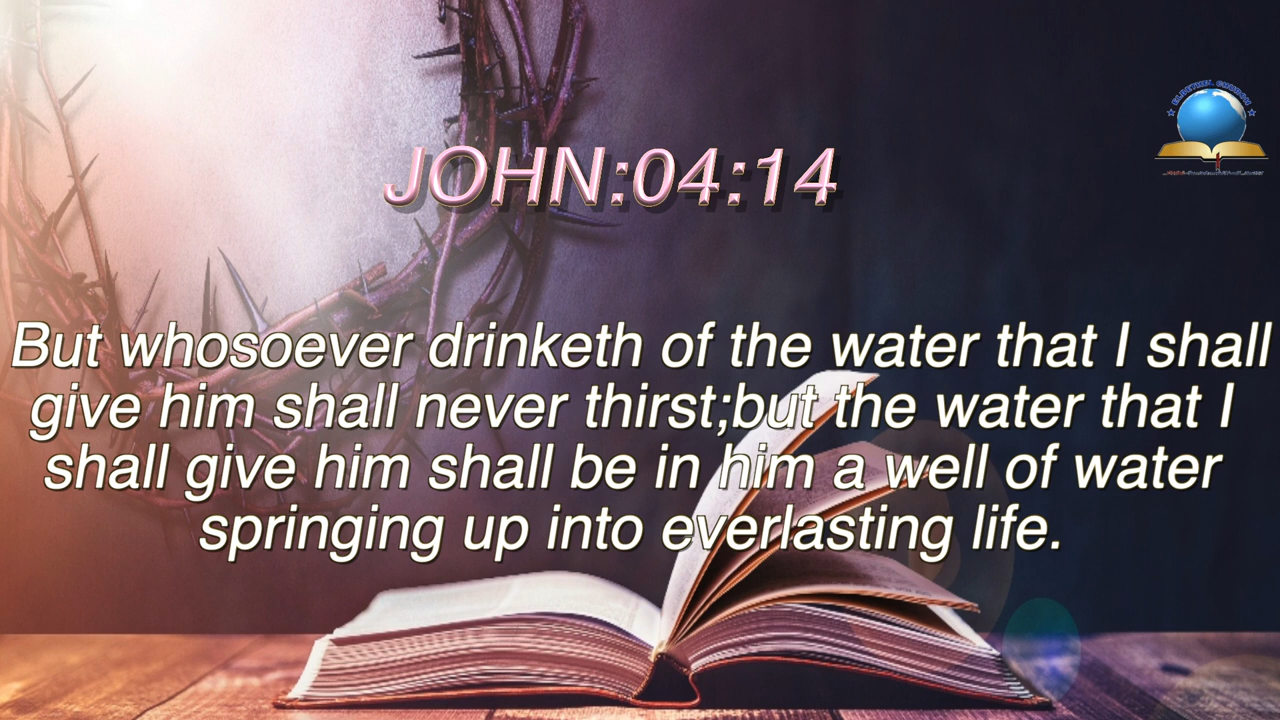 JOHN:04:14
But whosoever drinketh of the water that I shall
give him shall never thirst;but the water that I
shall give him shall be in him a well of water
springing up into everlasting life.